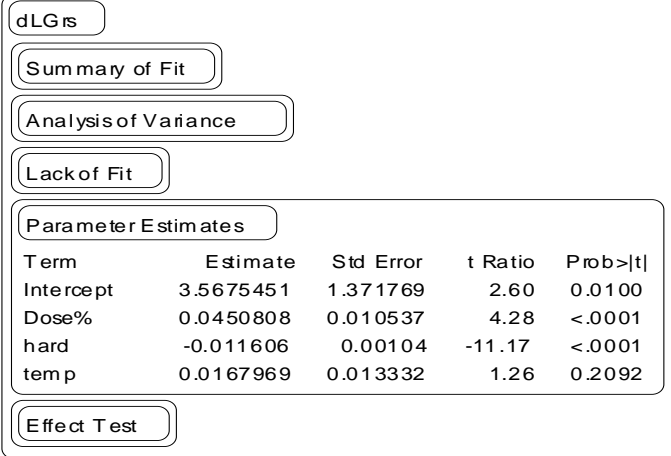 dLGrs
Summary of Fit
Analysis of Variance
Lack of Fit
Parameter Estimates
Term Estimate Std Error t Ratio Prob>|t|
Intercept 3.5675451 1.371769 2.60 0.0100
Dose% 0.0450808 0.010537 4.28 <.0001
hard -0.011606 0.00104 -11.17 <.0001
temp 0.0167969 0.013332 1.26 0.2092
Effect Test